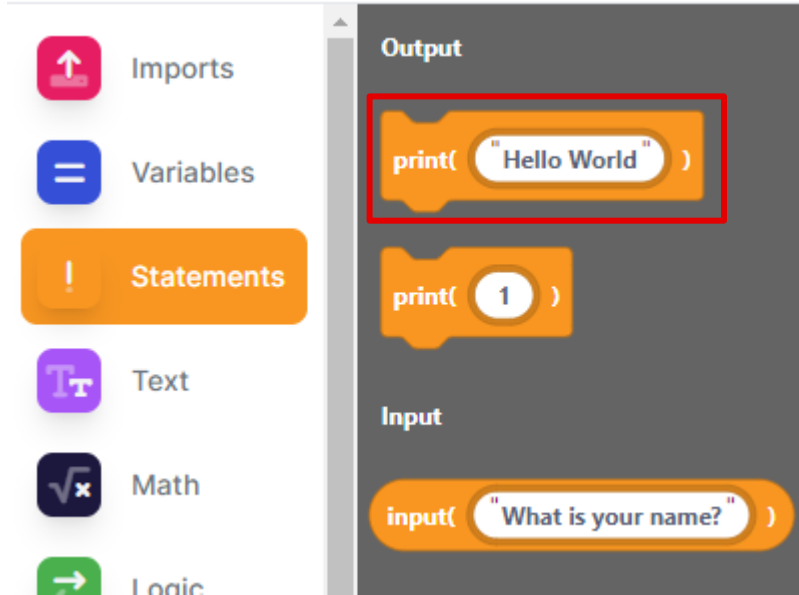 Imports
Variables
Statements
Text
Math
Logic
Output
print( "Hello World" )
print( 1 )
Input
input( "What is your name?" )